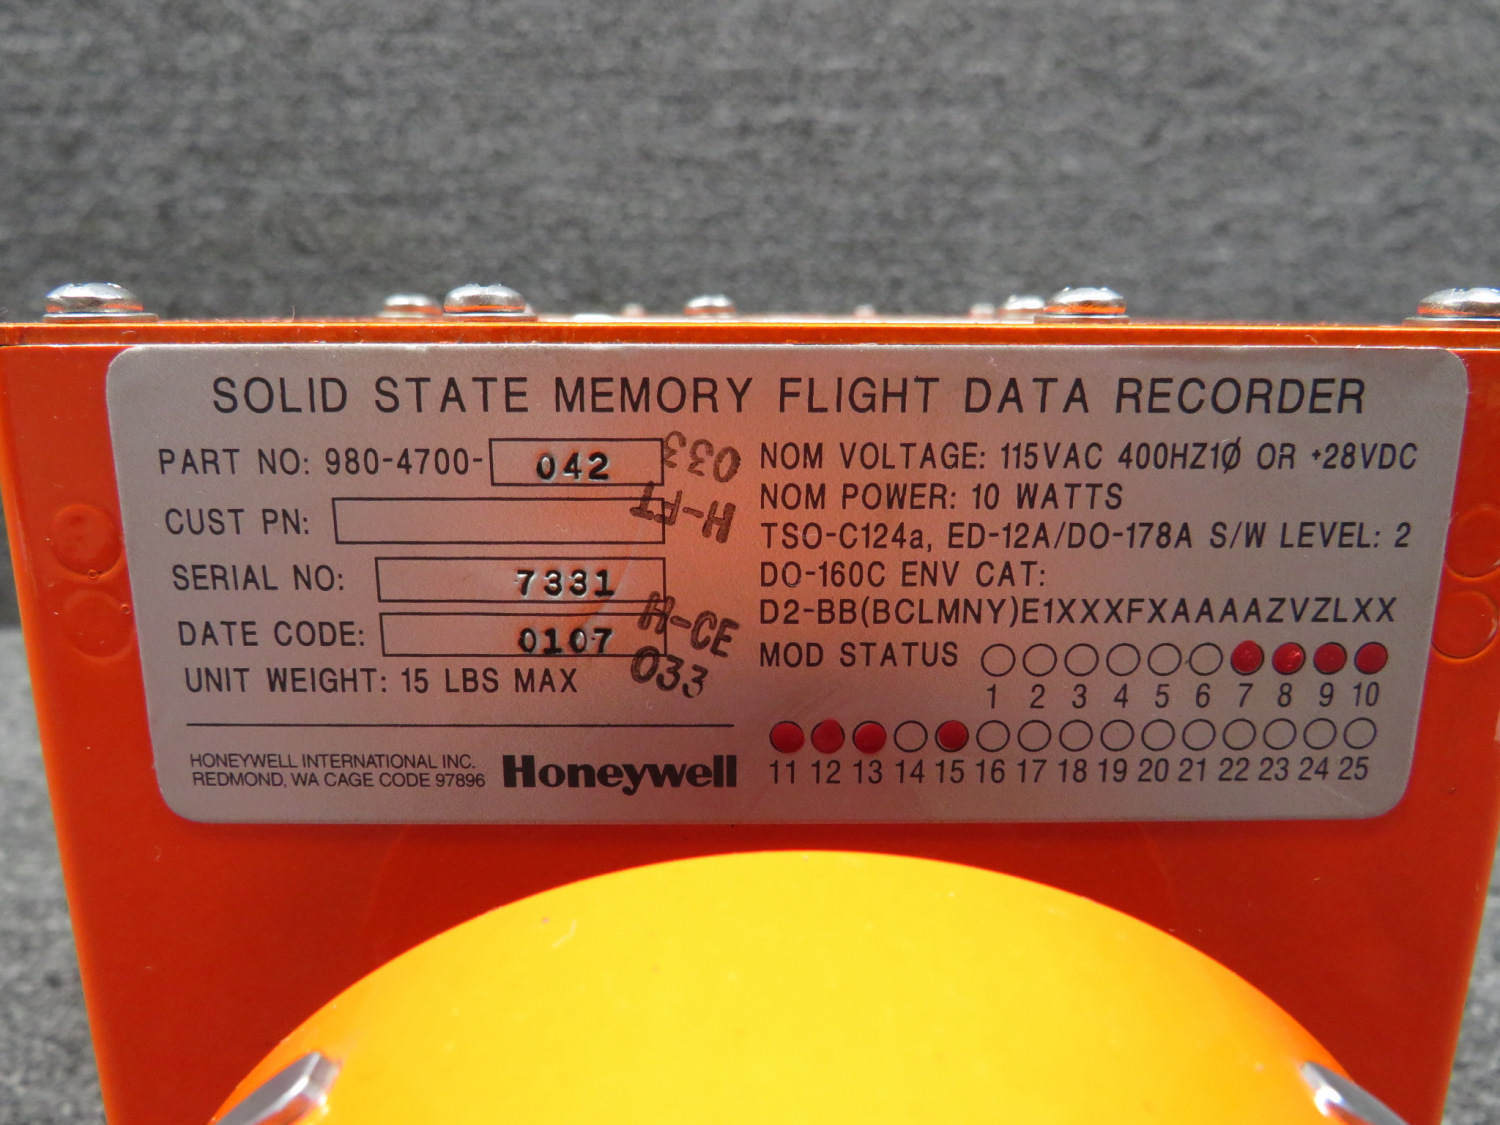 SOLID STATE MEMORY FLIGHT DATA RECORDER
PART NO: 980-4700- 042
CUST PN:
SERIAL NO: 7331
DATE CODE: 0107
UNIT WEIGHT: 15 LBS MAX
033
H-FT
H-CE
033
HONEYWELL INTERNATIONAL INC.
REDMOND, WA CAGE CODE 97896
Honeywell
NOM VOLTAGE: 115VAC 400HZ1Ø OR +28VDC
NOM POWER: 10 WATTS
TSO-C124a, ED-12A/DO-178A S/W LEVEL: 2
DO-160C ENV CAT:
D2-BB(BCLMNY)E1XXXFXAAAAZVZLXX
MOD STATUS
1 2 3 4 5 6 7 8 9 10
11 12 13 14 15 16 17 18 19 20 21 22 23 24 25